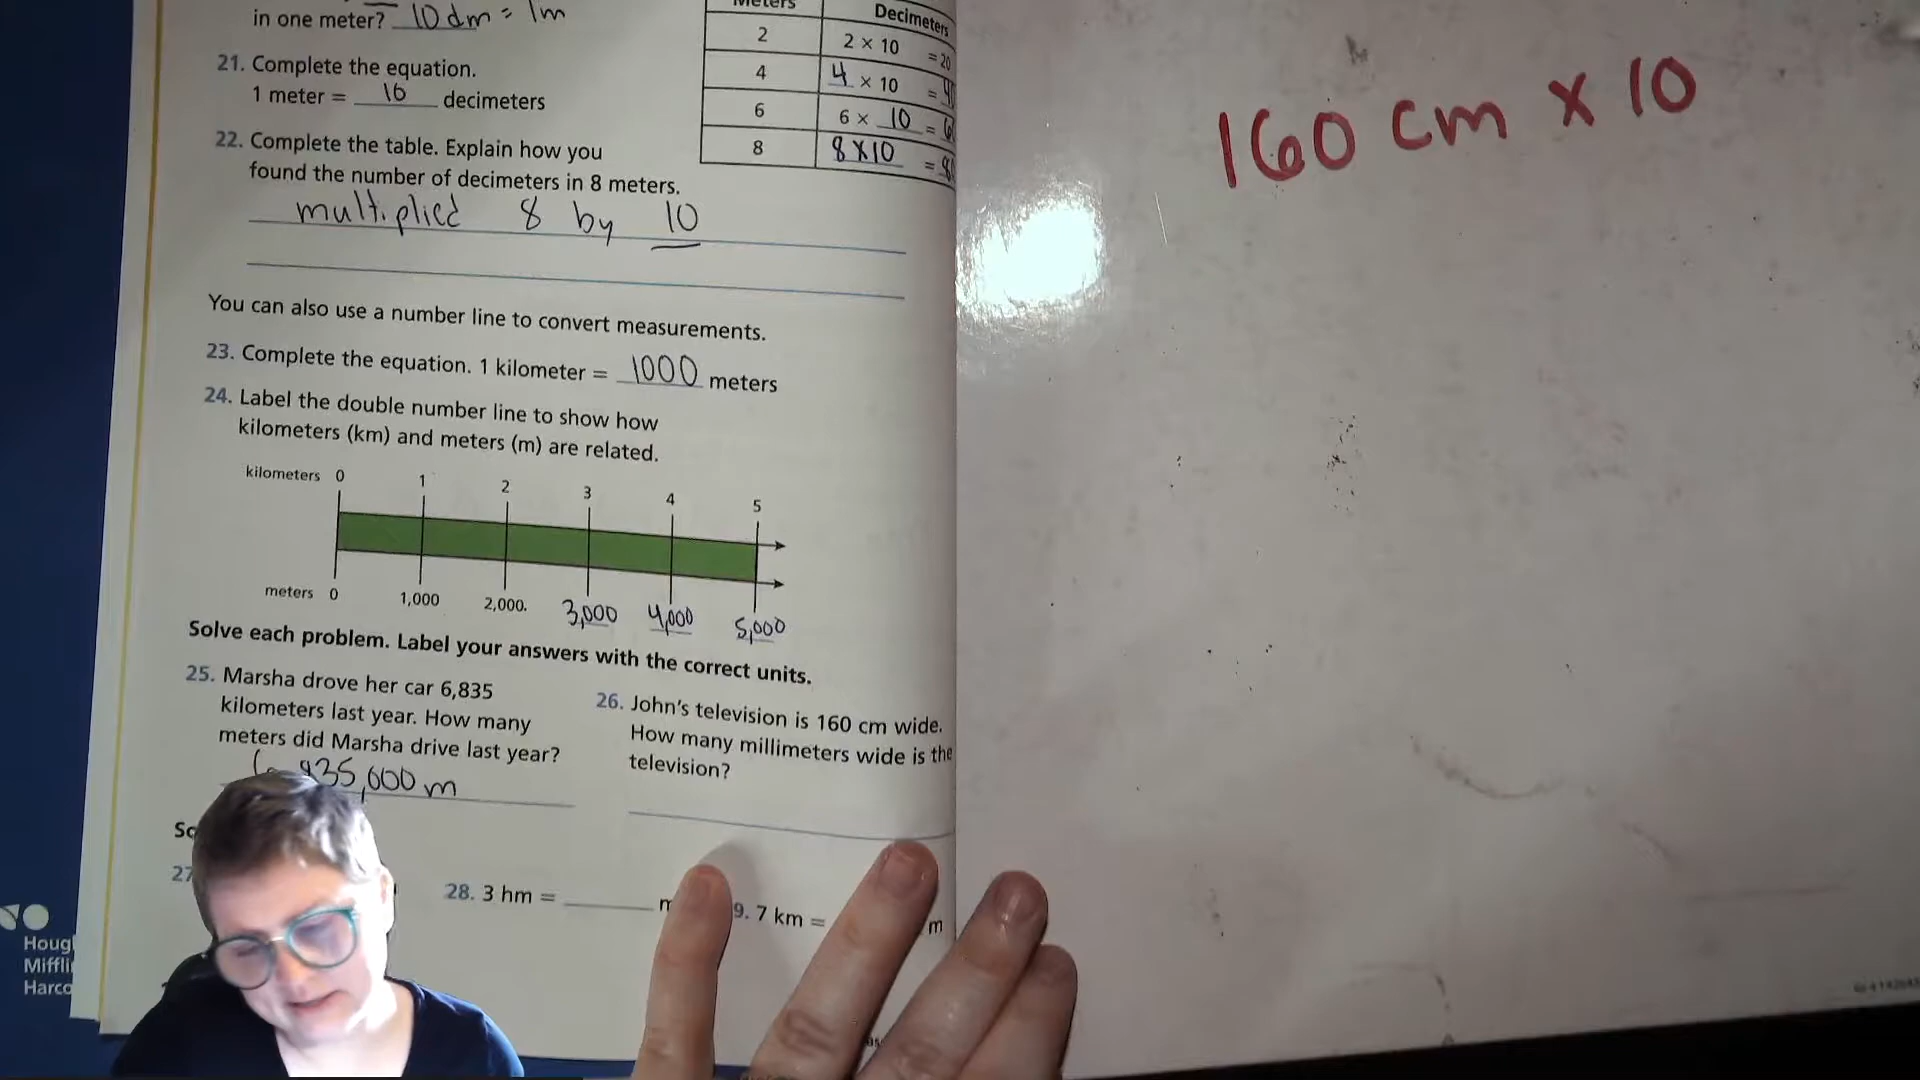 in one meter? 10 dm = 1m
21. Complete the equation.
1 meter = 10 decimeters
22. Complete the table. Explain how you
found the number of decimeters in 8 meters.
multiplied 8 by 10
Meters Decimeters
2 2 × 10 = 20
4 4 × 10 =
6 6 × 10 =
8 8 X 10 =
You can also use a number line to convert measurements.
23. Complete the equation. 1 kilometer = 1000 meters
24. Label the double number line to show how
kilometers (km) and meters (m) are related.
kilometers 0 1 2 3 4 5
meters 0 1,000 2,000. 3,000 4,000 5,000
Solve each problem. Label your answers with the correct units.
25. Marsha drove her car 6,835
kilometers last year. How many
meters did Marsha drive last year?
835,000 m
26. John's television is 160 cm wide.
How many millimeters wide is the
television?
27
28. 3 hm =
9. 7 km = m
160 cm x 10